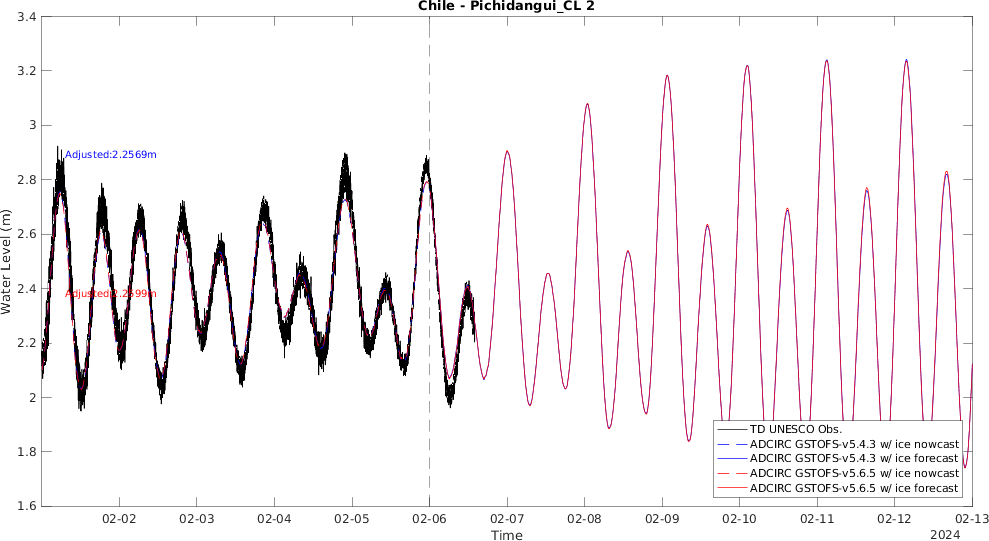 Chile - Pichidangui_CL 2
3.4
3.2
3
2.8
2.6
2.4
2.2
2
1.8
1.6
Water Level (m)
Adjusted:2.2569m
Adjusted:2.2599m
TD UNESCO Obs.
ADCIRC GSTOFS-v5.4.3 w/ ice nowcast
ADCIRC GSTOFS-v5.4.3 w/ ice forecast
ADCIRC GSTOFS-v5.6.5 w/ ice nowcast
ADCIRC GSTOFS-v5.6.5 w/ ice forecast
02-02 02-03 02-04 02-05 02-06 02-07 02-08 02-09 02-10 02-11 02-12 02-13
Time
2024